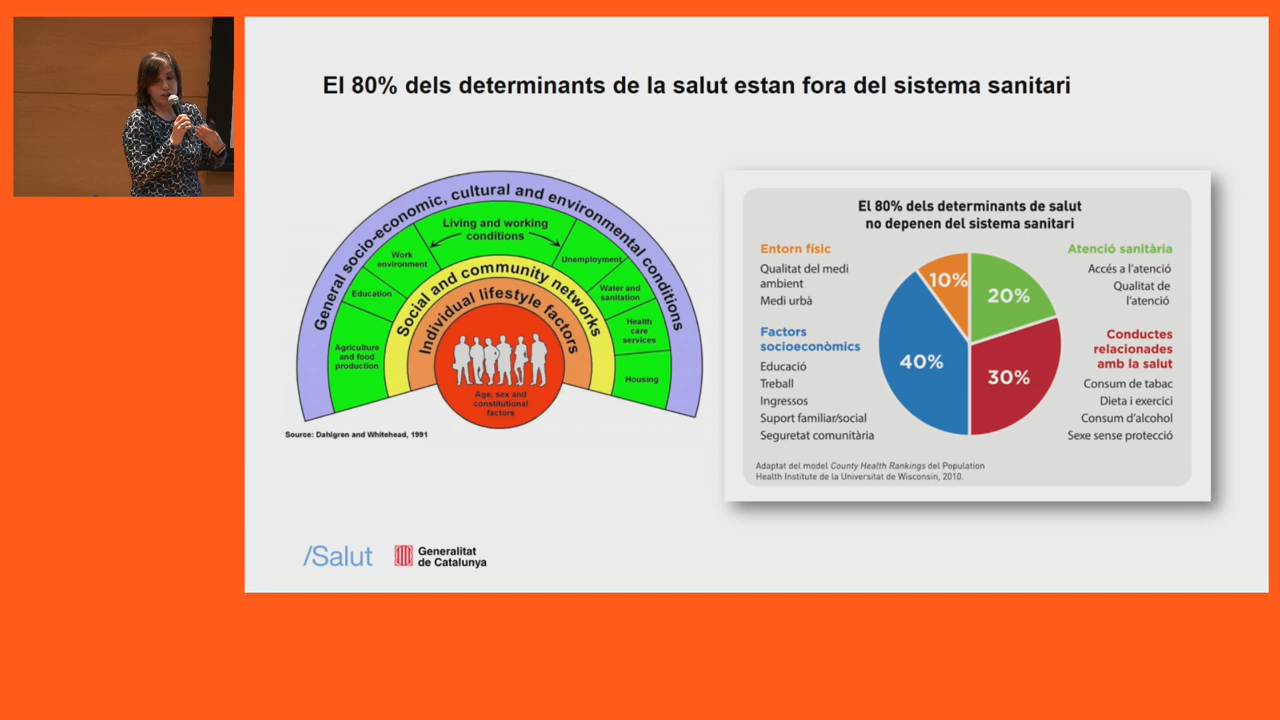 El 80% dels determinants de la salut estan fora del sistema sanitari
General socio-economic, cultural and environmental conditions
Living and working
conditions
Work
environment
Unemployment
Education
Water and
sanitation
Social and community networks
Individual lifestyle factors
Agriculture
and food
production
Health
care
services
Housing
Age, sex and
constitutional
factors
Source: Dahlgren and Whitehead, 1991
El 80% dels determinants de salut
no depenen del sistema sanitari
Entorn físic
Qualitat del medi
ambient
Medi urbà
Factors
socioeconòmics
Educació
Treball
Ingressos
Suport familiar/social
Seguretat comunitària
10%
20%
40%
30%
Atenció sanitària
Accés a l'atenció
Qualitat de
l'atenció
Conductes
relacionades
amb la salut
Consum de tabac
Dieta i exercici
Consum d'alcohol
Sexe sense protecció
Adaptat del model County Health Rankings del Population
Health Institute de la Universitat de Wisconsin, 2010.
/Salut
Generalitat
de Catalunya